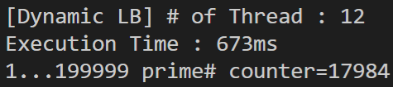 [Dynamic LB] # of Thread : 12
Execution Time : 673ms
1...199999 prime# counter=17984